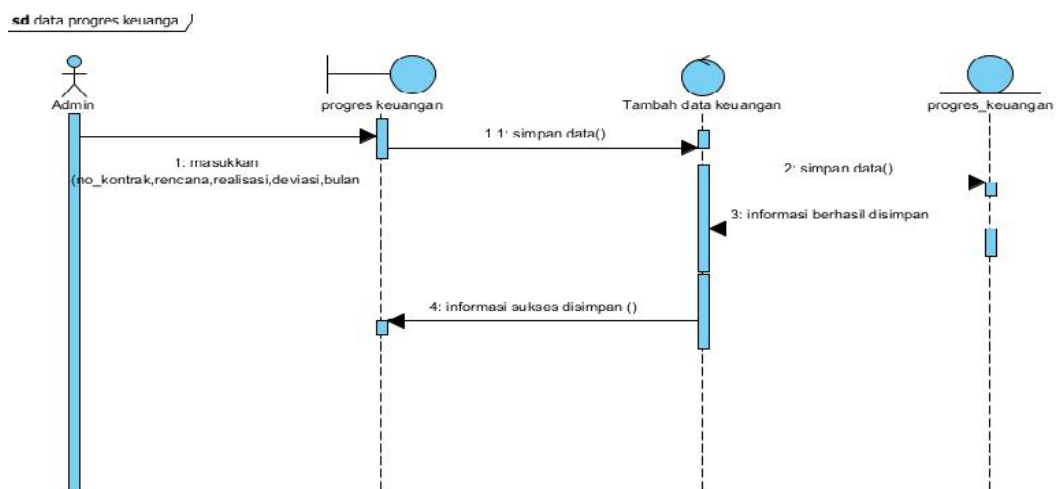 sd data progres keuanga
Admin
progres keuangan
Tambah data keuangan
progres_keuangan
1.1: simpan data()
1: masukkan
(no_kontrak,rencana,realisasi,deviasi,bulan
2: simpan data()
3: informasi berhasil disimpan
4: informasi sukses disimpan ()